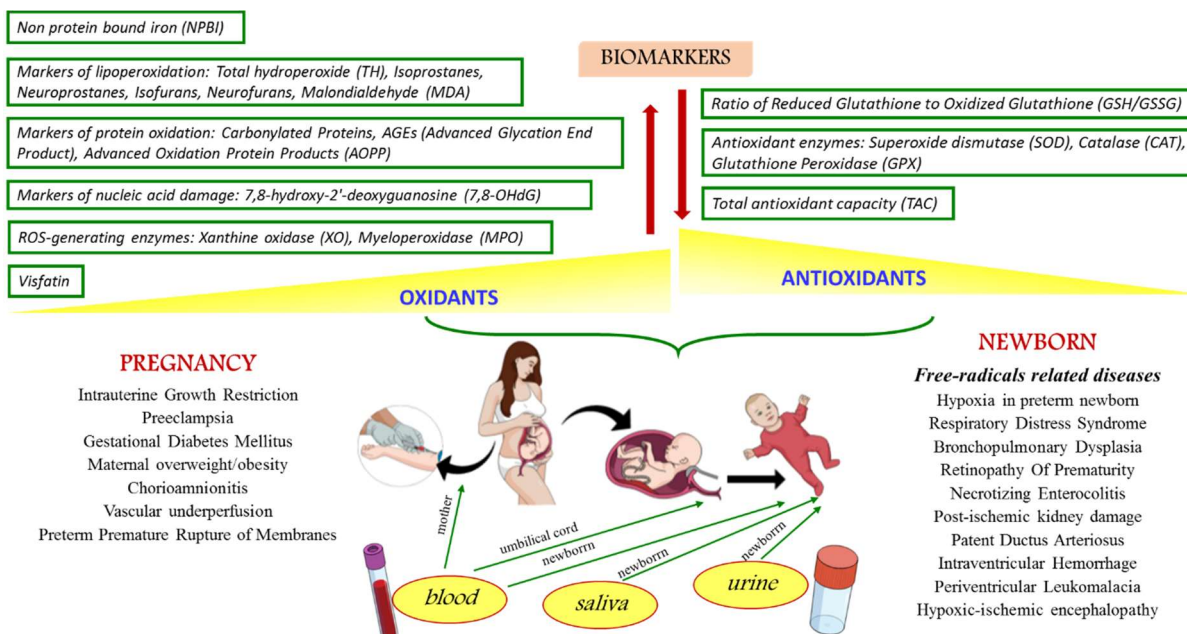 Non protein bound iron (NPBI)
Markers of lipoperoxidation: Total hydroperoxide (TH), Isoprostanes,
Neuroprostanes, Isofurans, Neurofurans, Malondialdehyde (MDA)
Markers of protein oxidation: Carbonylated Proteins, AGEs (Advanced Glycation End
Product), Advanced Oxidation Protein Products (AOPP)
Markers of nucleic acid damage: 7,8-hydroxy-2'-deoxyguanosine (7,8-OHdG)
ROS-generating enzymes: Xanthine oxidase (XO), Myeloperoxidase (MPO)
Visfatin
BIOMARKERS
Ratio of Reduced Glutathione to Oxidized Glutathione (GSH/GSSG)
Antioxidant enzymes: Superoxide dismutase (SOD), Catalase (CAT),
Glutathione Peroxidase (GPX)
Total antioxidant capacity (TAC)
OXIDANTS
ANTIOXIDANTS
PREGNANCY
Intrauterine Growth Restriction
Preeclampsia
Gestational Diabetes Mellitus
Maternal overweight/obesity
Chorioamnionitis
Vascular underperfusion
Preterm Premature Rupture of Membranes
NEWBORN
Free-radicals related diseases
Hypoxia in preterm newborn
Respiratory Distress Syndrome
Bronchopulmonary Dysplasia
Retinopathy Of Prematurity
Necrotizing Enterocolitis
Post-ischemic kidney damage
Patent Ductus Arteriosus
Intraventricular Hemorrhage
Periventricular Leukomalacia
Hypoxic-ischemic encephalopathy
mother
umbilical cord
newborrn
newborrn
newborrn
blood
saliva
urine